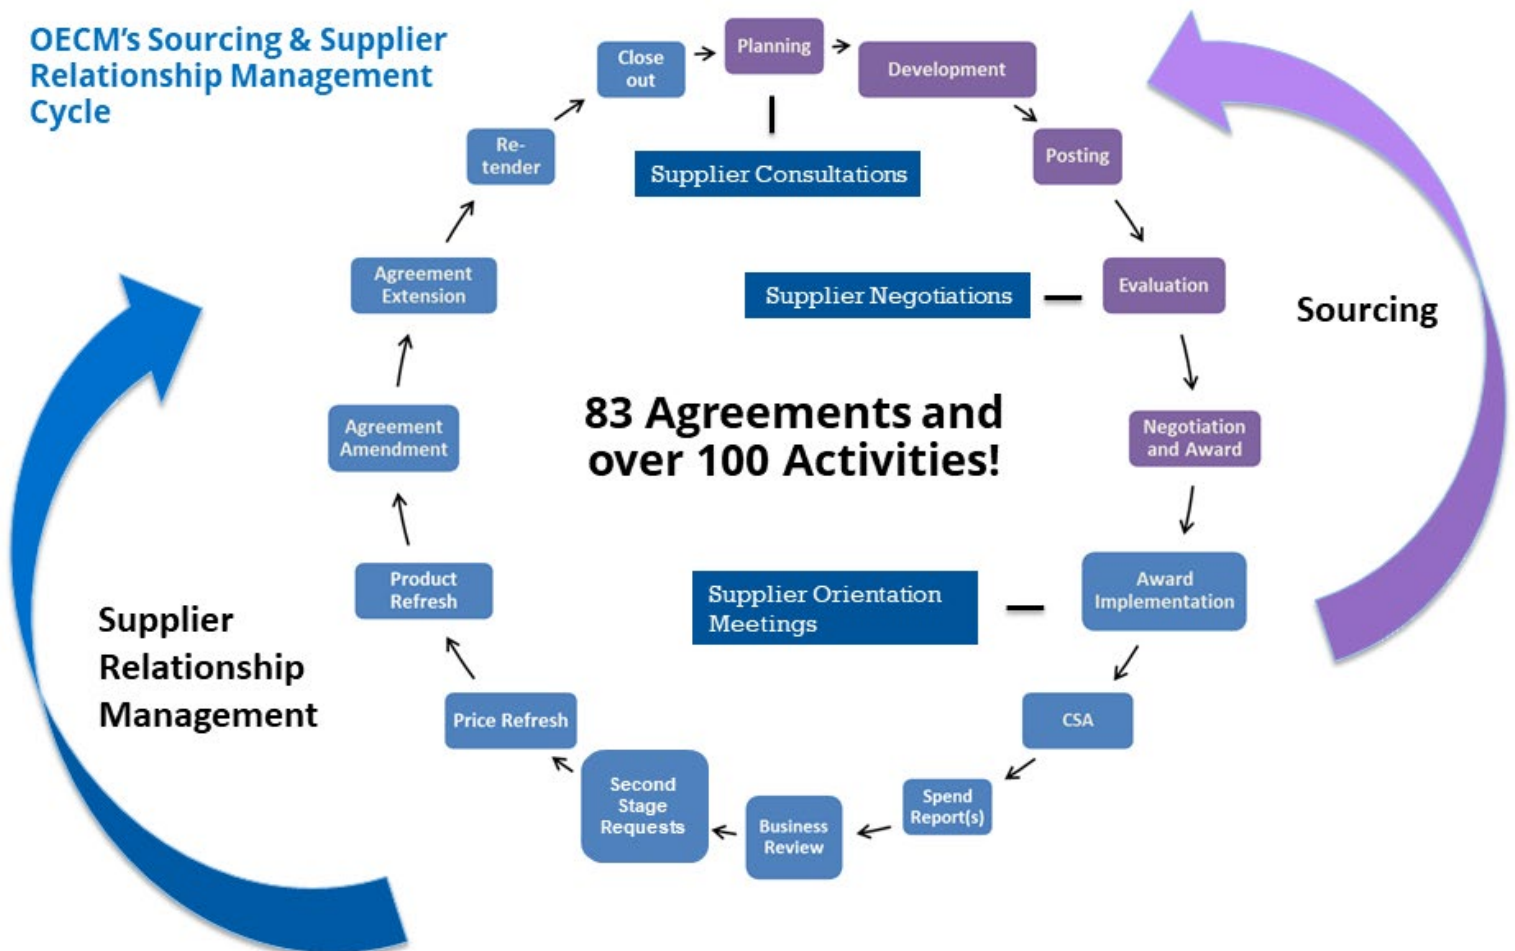 OECM's Sourcing & Supplier
Relationship Management
Cycle
Close
out
Planning
Development
Re-
tender
Supplier Consultations
Posting
Agreement
Extension
Supplier Negotiations
Evaluation
Sourcing
Agreement
Amendment
83 Agreements and
over 100 Activities!
Negotiation
and Award
Product
Refresh
Supplier Orientation
Meetings
Award
Implementation
Supplier
Relationship
Management
Price Refresh
CSA
Second
Stage
Requests
Business
Review
Spend
Report(s)